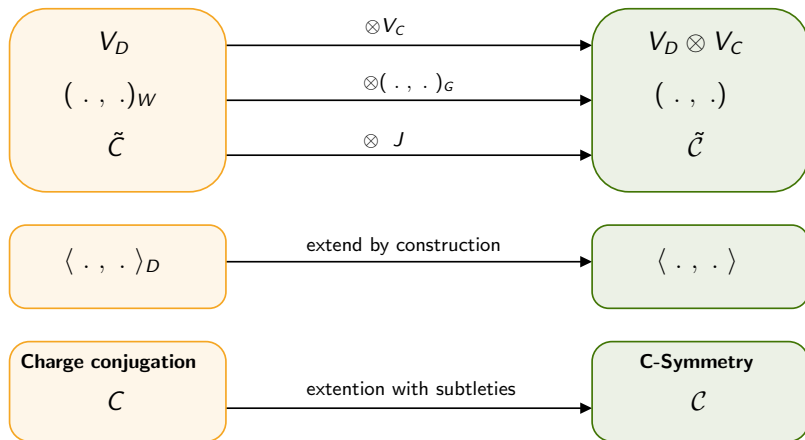 V_D ⊗V_C V_D ⊗ V_C
( . , .)_W ⊗( . , . )_G ( . , .)
C̃ ⊗ J 𝒞̃
⟨ . , . ⟩_D extend by construction ⟨ . , . ⟩
Charge conjugation C-Symmetry
C extention with subtleties 𝒞